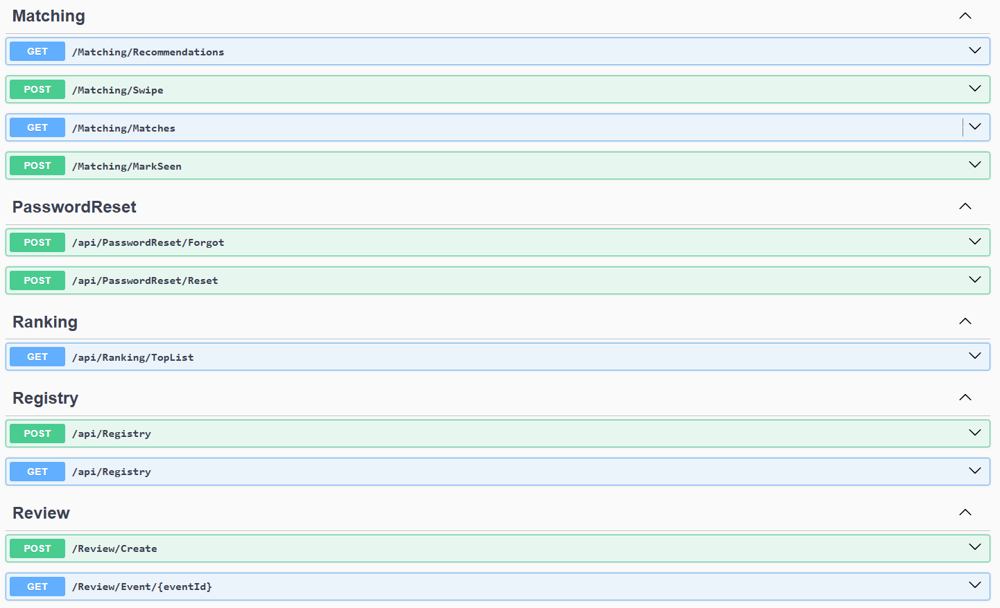 Matching
GET /Matching/Recommendations
POST /Matching/Swipe
GET /Matching/Matches
POST /Matching/MarkSeen
PasswordReset
POST /api/PasswordReset/Forgot
POST /api/PasswordReset/Reset
Ranking
GET /api/Ranking/TopList
Registry
POST /api/Registry
GET /api/Registry
Review
POST /Review/Create
GET /Review/Event/{eventId}